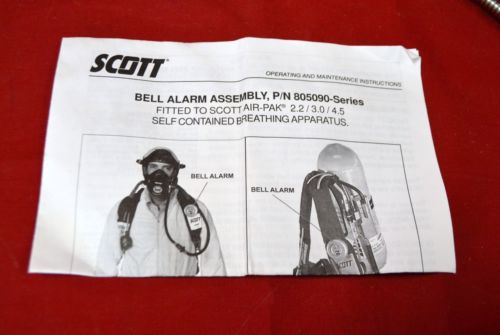 SCOTT
OPERATING AND MAINTENANCE INSTRUCTIONS
BELL ALARM ASSEMBLY, P/N 805090-Series
FITTED TO SCOTT AIR-PAK® 2.2 / 3.0 / 4.5
SELF CONTAINED BREATHING APPARATUS.
BELL ALARM
BELL ALARM
SCOTT